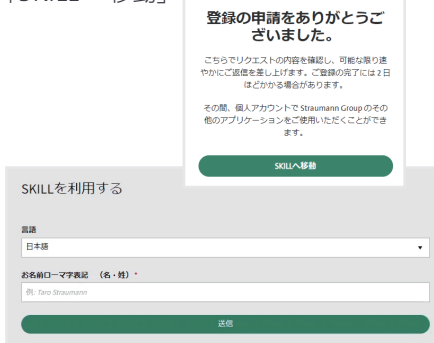 登録の申請をありがとうご
ざいました。
こちらでリクエストの内容を確認し、可能な限り速
やかにご返信を差し上げます。ご登録の完了には2日
ほどかかる場合があります。
その間、個人アカウントで Straumann Group のその
他のアプリケーションをご使用いただくことができ
ます。
SKILLへ移動
SKILLを利用する
言語
日本語
お名前ローマ字表記 （名・姓）*
例: Taro Straumann
送信